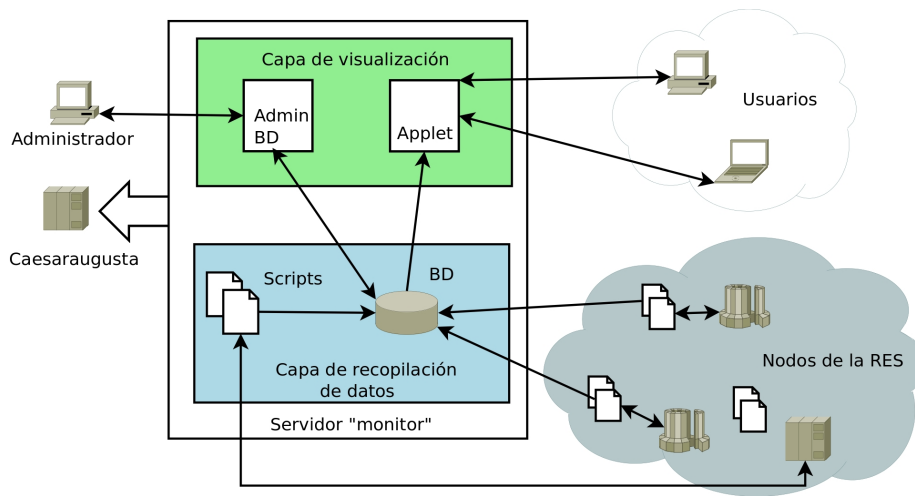 Capa de visualización
Administrador
Admin
BD
Applet
Usuarios
Caesaraugusta
Scripts
BD
Capa de recopilación
de datos
Servidor "monitor"
Nodos de la RES